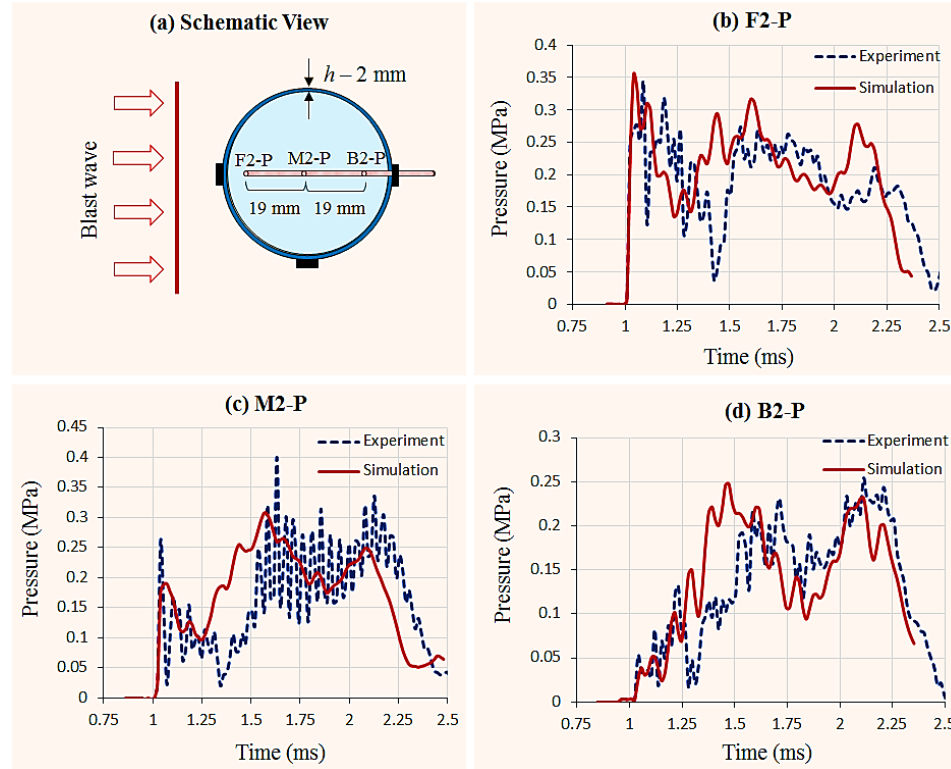 (a) Schematic View
h – 2 mm
Blast wave
F2-P M2-P B2-P
19 mm 19 mm
(b) F2-P
Experiment
Simulation
Pressure (MPa)
0.4
0.35
0.3
0.25
0.2
0.15
0.1
0.05
0
0.75 1 1.25 1.5 1.75 2 2.25 2.5
Time (ms)
(c) M2-P
Experiment
Simulation
Pressure (MPa)
0.45
0.4
0.35
0.3
0.25
0.2
0.15
0.1
0.05
0
0.75 1 1.25 1.5 1.75 2 2.25 2.5
Time (ms)
(d) B2-P
Experiment
Simulation
Pressure (MPa)
0.3
0.25
0.2
0.15
0.1
0.05
0
0.75 1 1.25 1.5 1.75 2 2.25 2.5
Time (ms)